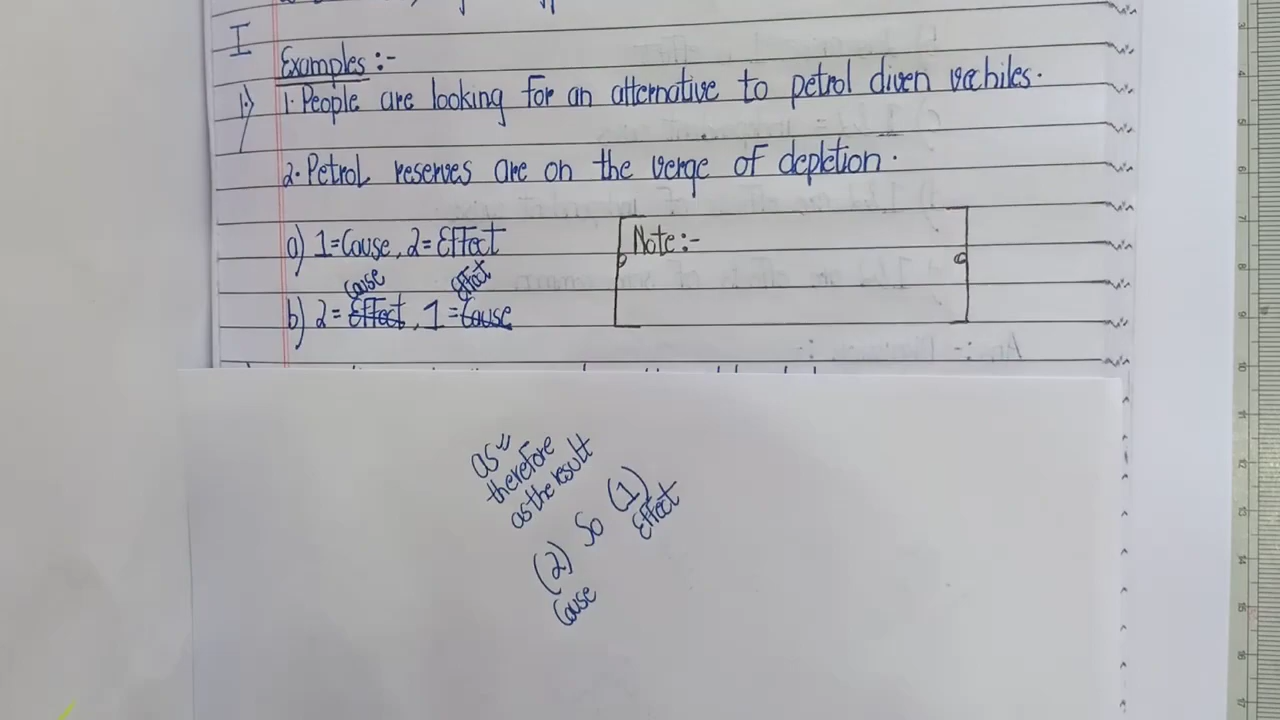 I
Examples :-
1.) 1. People are looking for an alternative to petrol diven vechiles.
2. Petrol reserves are on the verge of depletion.
a) 1=Cause, 2=Effect
Note:-
Cause Effect
b) 2=Effect, 1=Cause
as
therefore
as the result
(2) So (1)
Cause Effect